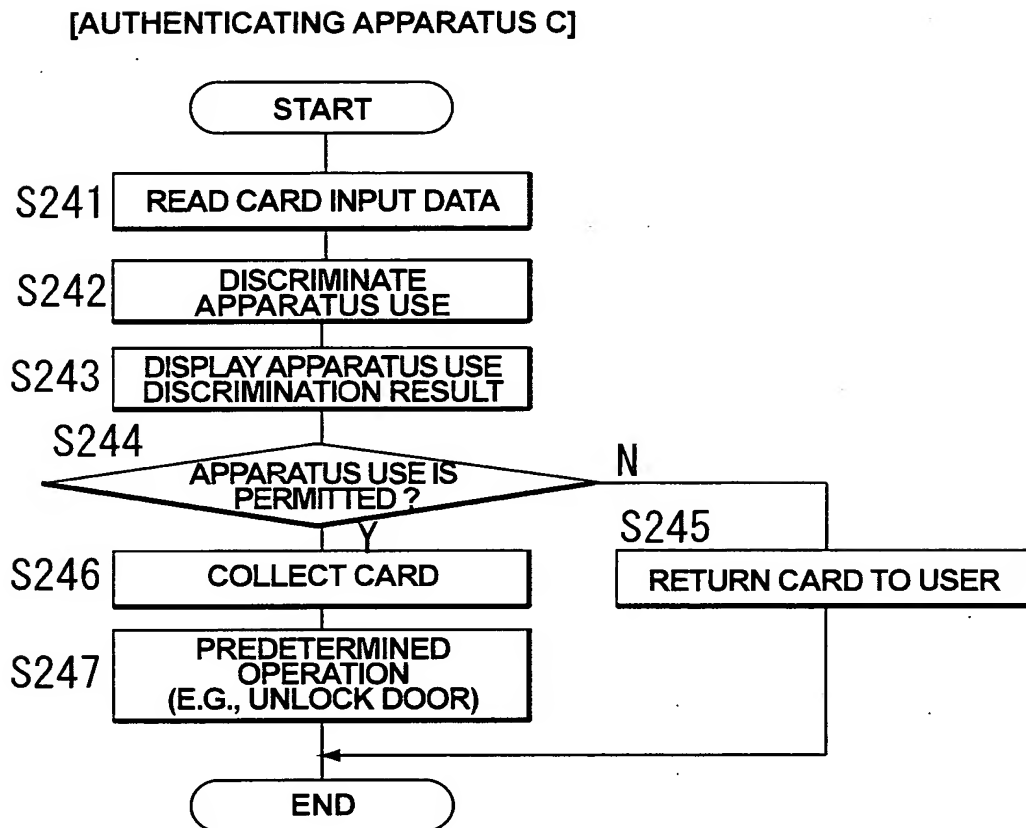 [AUTHENTICATING APPARATUS C]
START
S241
READ CARD INPUT DATA
S242
DISCRIMINATE
APPARATUS USE
S243
DISPLAY APPARATUS USE
DISCRIMINATION RESULT
S244
APPARATUS USE IS
PERMITTED ?
N
Y
S245
RETURN CARD TO USER
S246
COLLECT CARD
S247
PREDETERMINED
OPERATION
(E.G., UNLOCK DOOR)
END